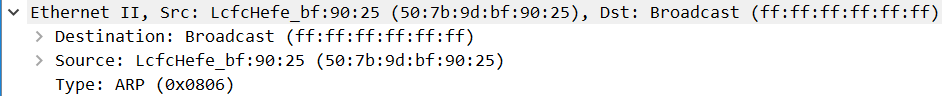 Ethernet II, Src: LcfcHefe_bf:90:25 (50:7b:9d:bf:90:25), Dst: Broadcast (ff:ff:ff:ff:ff:ff)
Destination: Broadcast (ff:ff:ff:ff:ff:ff)
Source: LcfcHefe_bf:90:25 (50:7b:9d:bf:90:25)
Type: ARP (0x0806)